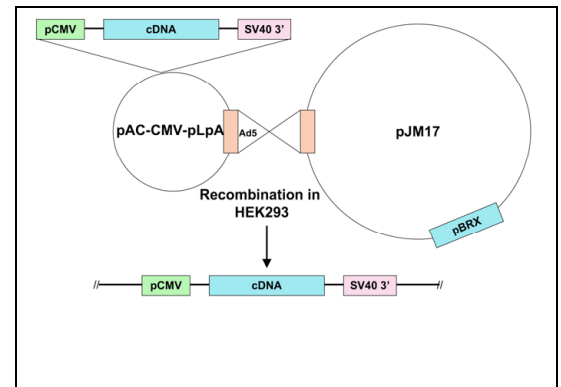 pCMV cDNA SV40 3'
pAC-CMV-pLpA Ad5 pJM17
pBRX
Recombination in
HEK293
// pCMV cDNA SV40 3' //